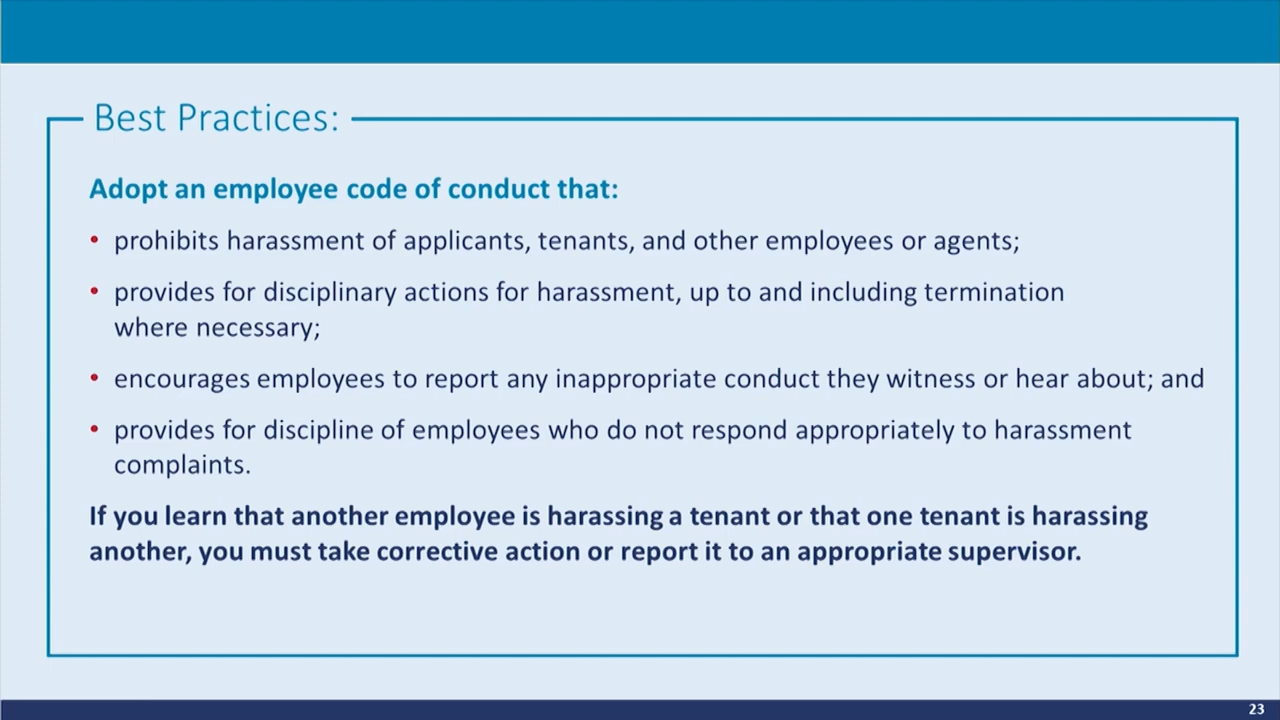 Best Practices:
Adopt an employee code of conduct that:
• prohibits harassment of applicants, tenants, and other employees or agents;
• provides for disciplinary actions for harassment, up to and including termination
where necessary;
• encourages employees to report any inappropriate conduct they witness or hear about; and
• provides for discipline of employees who do not respond appropriately to harassment
complaints.
If you learn that another employee is harassing a tenant or that one tenant is harassing
another, you must take corrective action or report it to an appropriate supervisor.
23